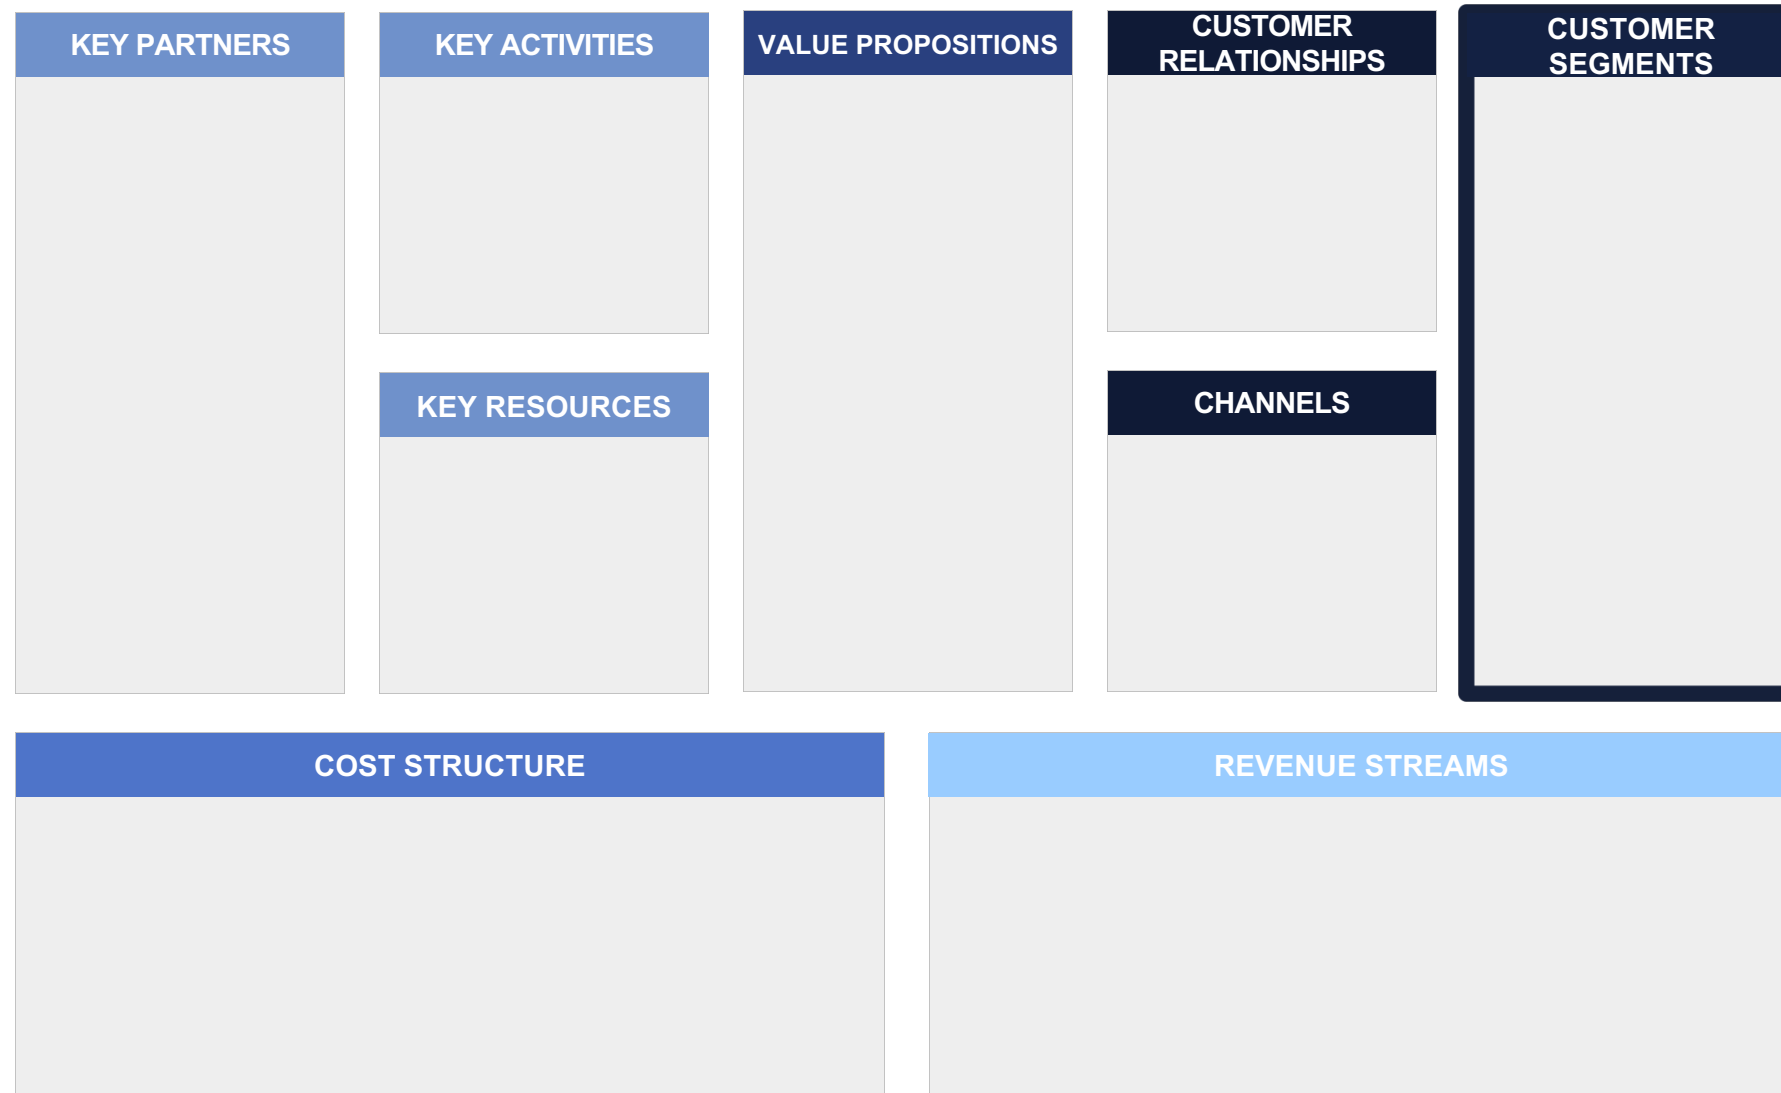 KEY PARTNERS
KEY ACTIVITIES
VALUE PROPOSITIONS
CUSTOMER
RELATIONSHIPS
CUSTOMER
SEGMENTS
KEY RESOURCES
CHANNELS
COST STRUCTURE
REVENUE STREAMS